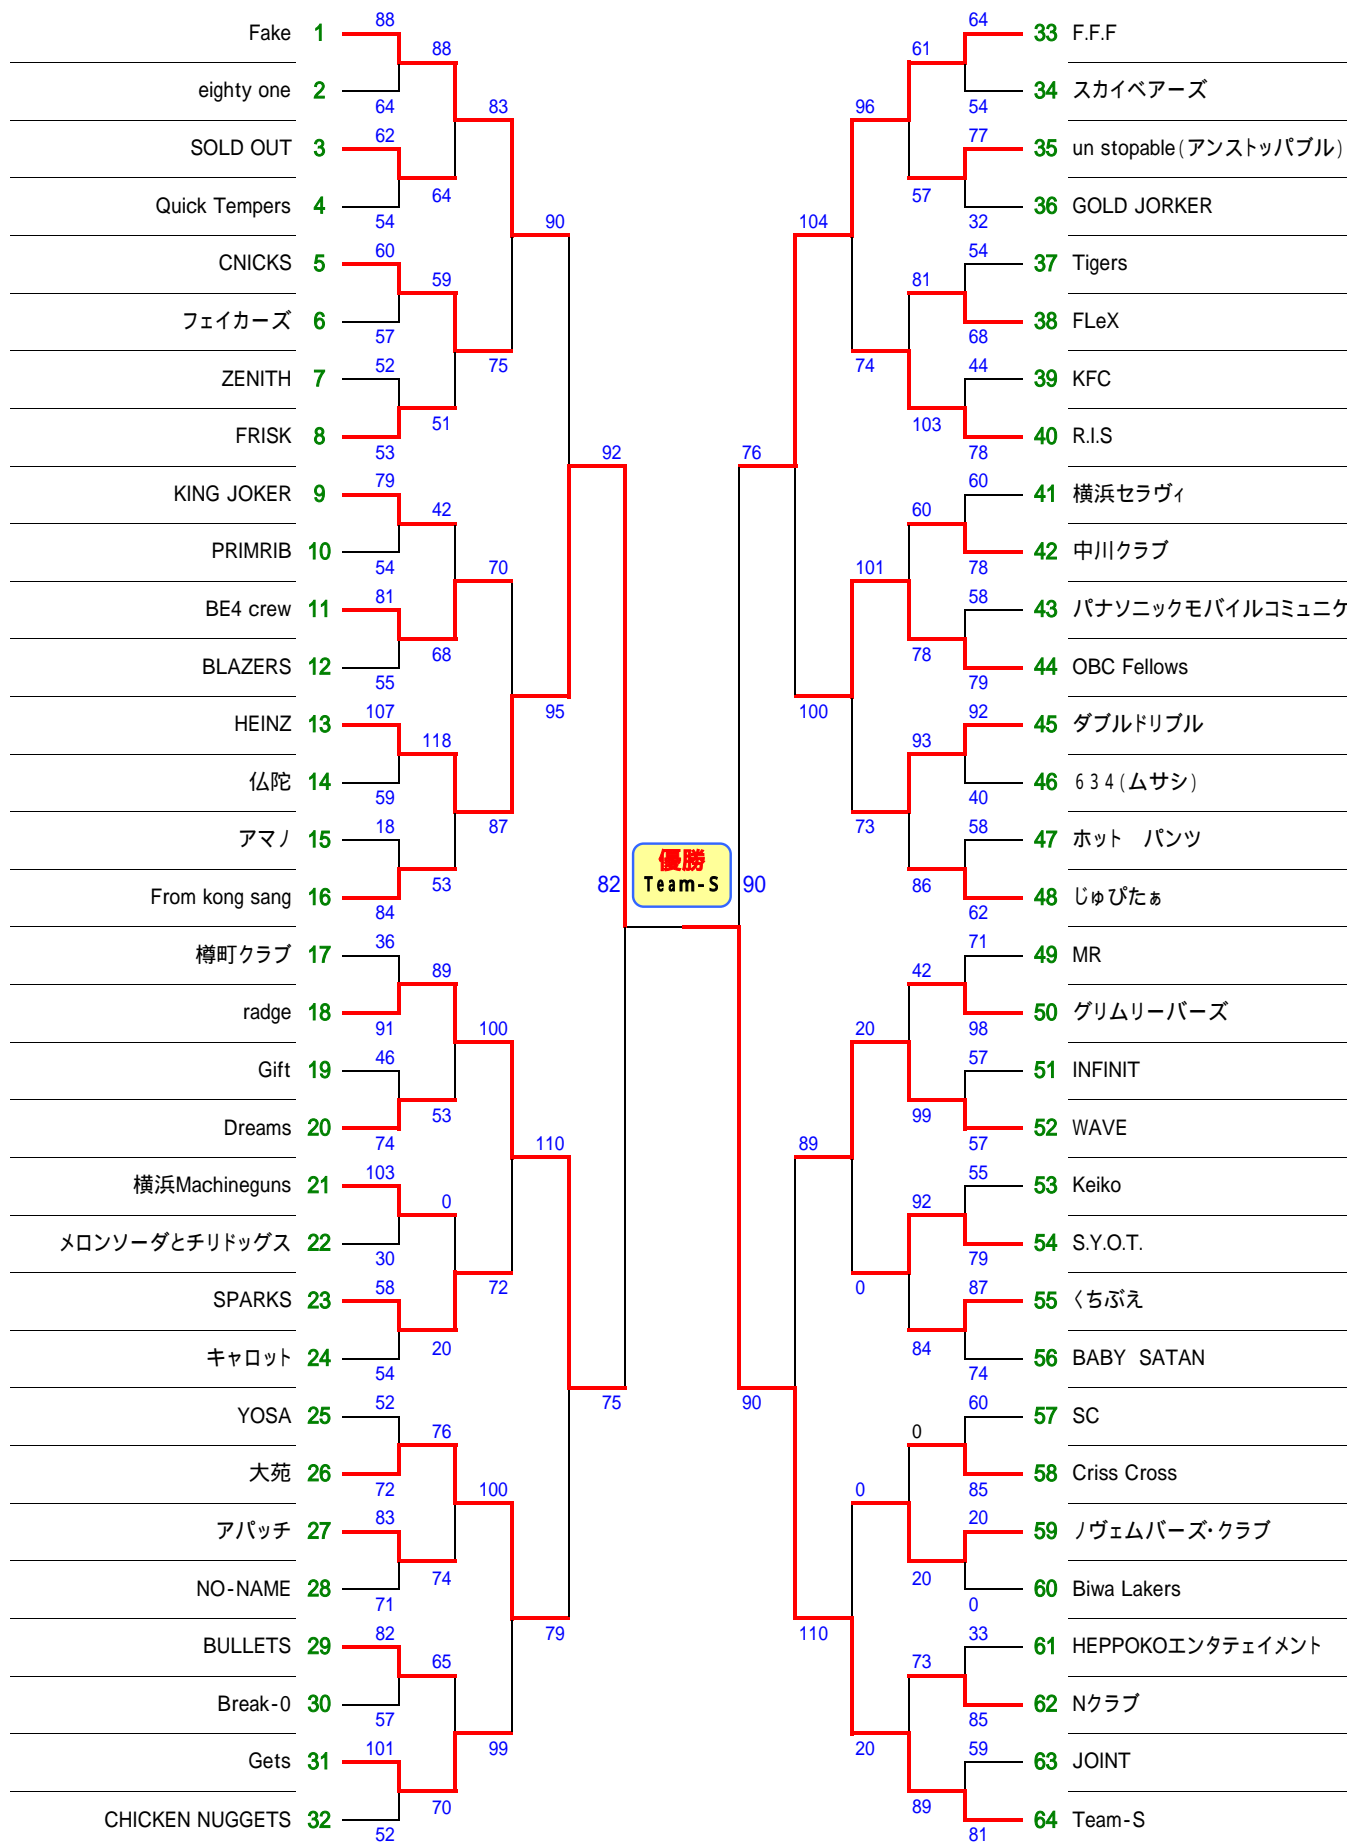 88
Fake 1
88
eighty one 2
64
83
62
SOLD OUT 3
64
Quick Tempers 4
54
90
60
CNICKS 5
59
フェイカーズ 6
57
75
52
ZENITH 7
51
FRISK 8
53
92
79
KING JOKER 9
42
PRIMRIB 10
54
70
81
BE4 crew 11
68
BLAZERS 12
55
95
107
HEINZ 13
118
仏陀 14
59
87
18
アマノ 15
53
From kong sang 16
84
82
36
樽町クラブ 17
89
radge 18
91
100
46
Gift 19
53
Dreams 20
74
110
103
横浜Machineguns 21
0
メロンソーダとチリドッグス 22
30
72
58
SPARKS 23
20
キャロット 24
54
75
52
YOSA 25
76
大苑 26
72
100
83
アパッチ 27
74
NO-NAME 28
71
79
82
BULLETS 29
65
Break-0 30
57
99
101
Gets 31
70
CHICKEN NUGGETS 32
52
優勝
Team-S
90
64
33 F.F.F
61
34 スカイベアーズ
54
96
77
35 un stopable(アンストッパブル)
57
36 GOLD JORKER
32
104
54
37 Tigers
81
38 FLeX
68
74
44
39 KFC
103
40 R.I.S
78
76
60
41 横浜セラヴィ
60
42 中川クラブ
78
101
58
43 パナソニックモバイルコミュニケ
78
44 OBC Fellows
79
100
92
45 ダブルドリブル
93
46 634(ムサシ)
40
73
58
47 ホット パンツ
86
48 じゅぴたぁ
62
71
49 MR
42
50 グリムリーバーズ
98
20
57
51 INFINIT
99
52 WAVE
57
89
55
53 Keiko
92
54 S.Y.O.T.
79
0
87
55 くちぶえ
84
56 BABY SATAN
74
90
60
57 SC
0
58 Criss Cross
85
0
20
59 ノヴェムバーズ・クラブ
20
60 Biwa Lakers
0
110
33
61 HEPPOKOエンタテェイメント
73
62 Nクラブ
85
20
59
63 JOINT
89
64 Team-S
81